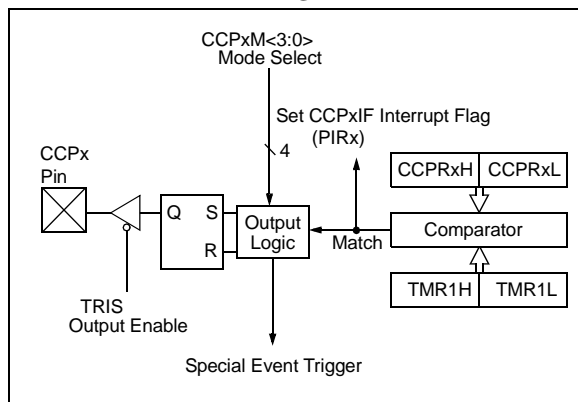 CCPxM<3:0>
Mode Select
Set CCPxIF Interrupt Flag
(PIRx)
4
CCPx
Pin
CCPRxH CCPRxL
Q S
R
Output
Logic
Match
Comparator
TMR1H TMR1L
TRIS
Output Enable
Special Event Trigger